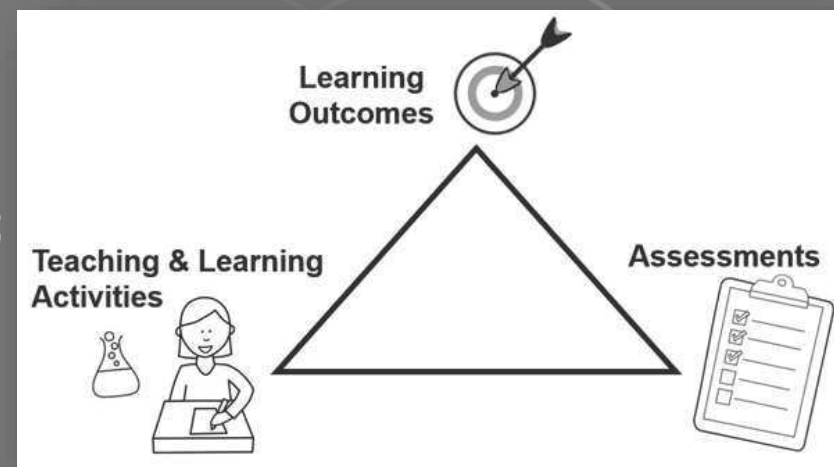 Learning
Outcomes
Teaching & Learning
Activities
Assessments